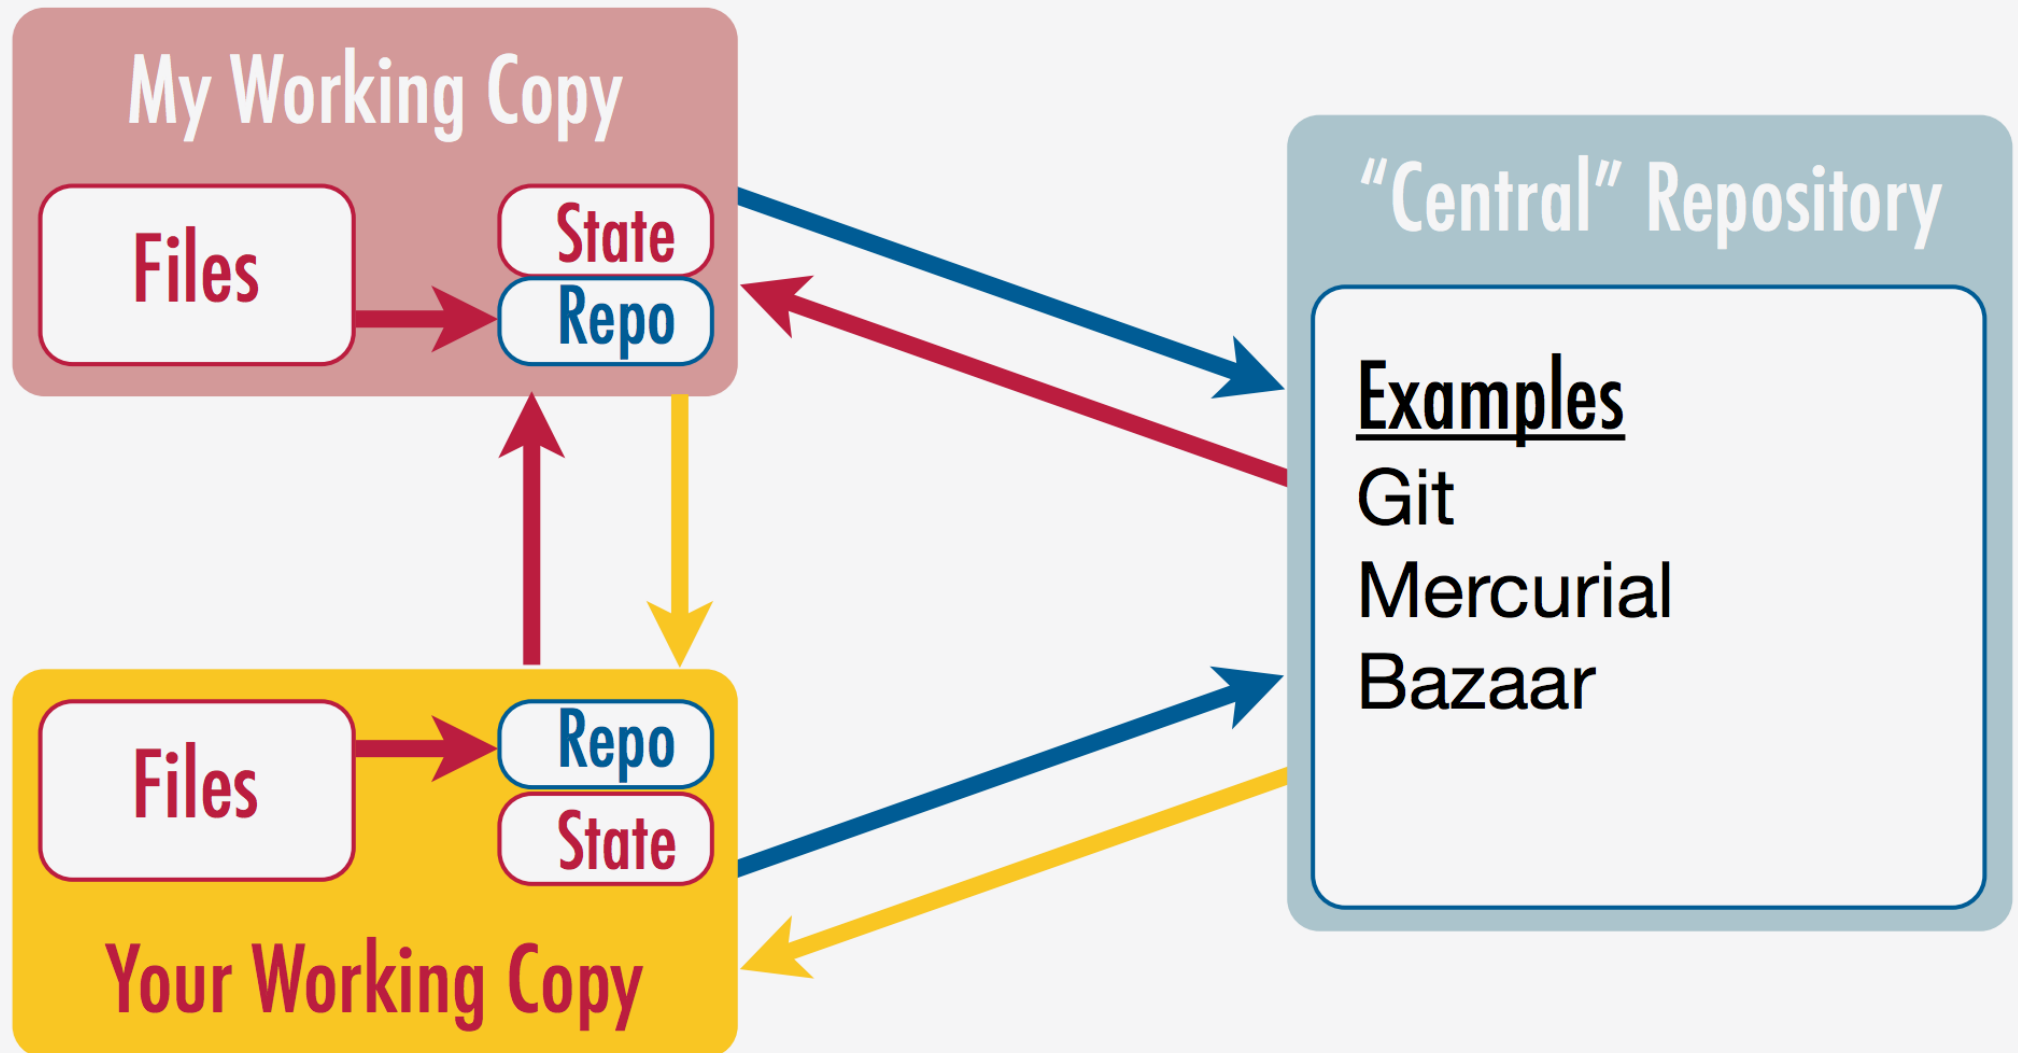 My Working Copy
Files
State
Repo
“Central” Repository
Examples
Git
Mercurial
Bazaar
Files
Repo
State
Your Working Copy